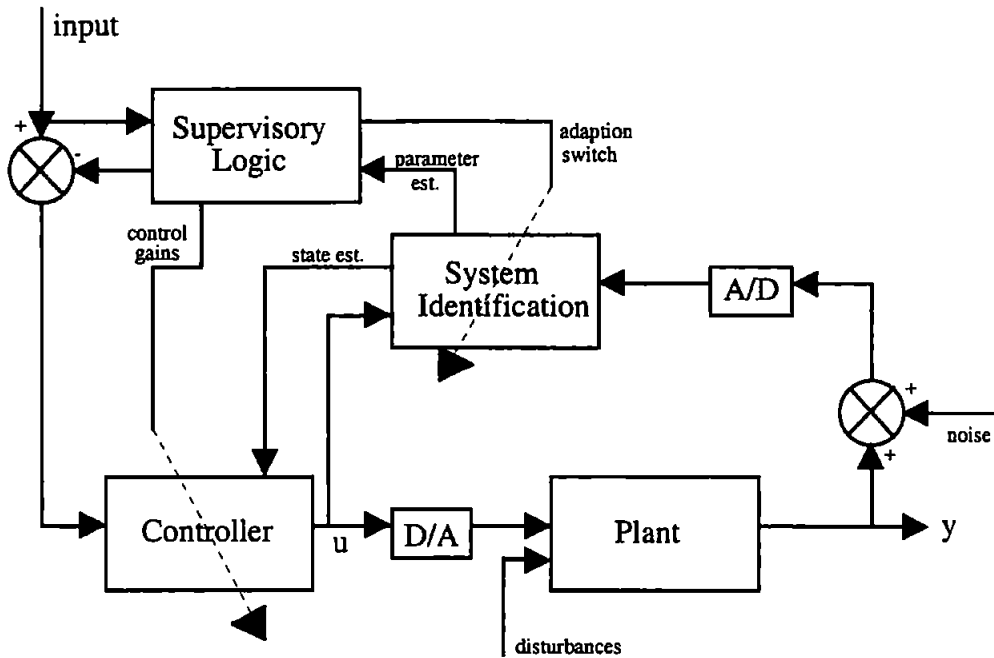 input
+
-
Supervisory
Logic
adaption
switch
parameter
est.
control
gains
state est.
System
Identification
A/D
+
noise
+
Controller
u
D/A
Plant
y
disturbances